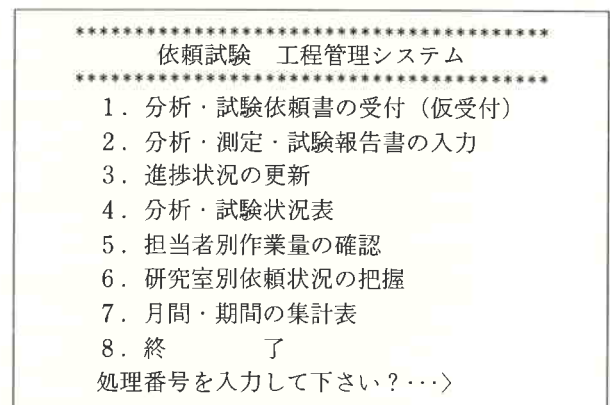 ****************************************
依頼試験　工程管理システム
****************************************
1．分析・試験依頼書の受付（仮受付）
2．分析・測定・試験報告書の入力
3．進捗状況の更新
4．分析・試験状況表
5．担当者別作業量の確認
6．研究室別依頼状況の把握
7．月間・期間の集計表
8．終　　　了
処理番号を入力して下さい？･･･〉